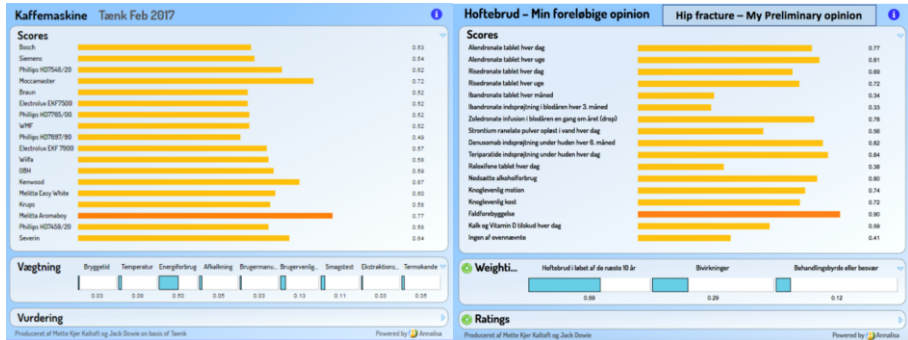 Kaffemaskine Tænk Feb 2017
Scores
Bosch 0.53
Siemens 0.54
Phillips HD7546/20 0.62
Moccamaster 0.72
Braun 0.52
Electrolux EKF7500 0.52
Phillips HD7765/00 0.52
WMF 0.52
Phillips HD7697/90 0.49
Electrolux EKF 7900 0.57
Wilfa 0.59
OBH 0.59
Kenwood 0.67
Melitta Easy White 0.60
Krups 0.58
Melitta Aromaboy 0.77
Phillips HD7459/20 0.58
Severin 0.64
Vægtning
Bryggetid Temperatur Energiforbrug Afkalkning Brugermanu... Brugervenlig... Smagstest Ekstraktions... Termokande
0.03 0.09 0.50 0.05 0.03 0.13 0.11 0.03 0.05
Vurdering
Produceret af Mette Kjer Kaltoft og Jack Dowie on basis of Taenk Powered by Annalisa
Hoftebrud – Min foreløbige opinion
Hip fracture – My Preliminary opinion
Scores
Alendronate tablet hver dag 0.77
Alendronate tablet hver uge 0.81
Risedronate tablet hver dag 0.69
Risedronate tablet hver uge 0.72
Ibandronate tablet hver måned 0.34
Ibandronate indsprøjtning i blodåren hver 3. måned 0.33
Zoledronate infusion i blodåren en gang om året (drop) 0.78
Strontium ranelate pulver opløst i vand hver dag 0.56
Denusomab indsprøjtning under huden hver 6. måned 0.82
Teriparatide indsprøjtning under huden hver dag 0.84
Raloxifene tablet hver dag 0.38
Nedsætte alkoholforbrug 0.80
Knoglevenlig motion 0.74
Knoglevenlig kost 0.72
Faldforebyggelse 0.90
Kalk og Vitamin D tilskud hver dag 0.59
Ingen af ovennævnte 0.41
Weighti...
Hoftebrud i løbet af de næste 10 år Bivirkninger Behandlingsbyrde eller besvær
0.59 0.29 0.12
Ratings
Produceret af Mette Kjer Kaltoft og Jack Dowie Powered by Annalisa